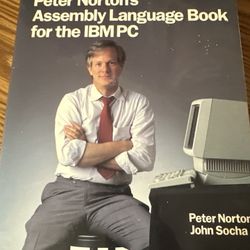 Peter Norton's
Assembly Language Book
for the IBM PC
Peter Norton
John Socha